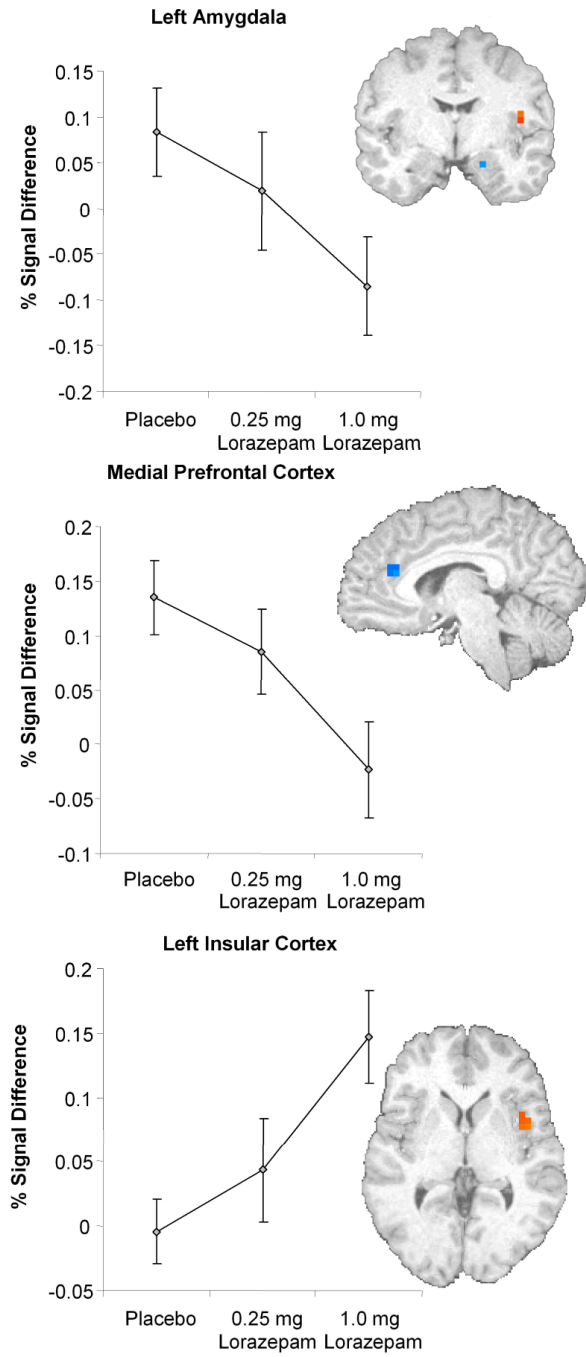 Left Amygdala
0.15
0.1
0.05
0
-0.05
-0.1
-0.15
-0.2
% Signal Difference
Placebo
0.25 mg
Lorazepam
1.0 mg
Lorazepam
Medial Prefrontal Cortex
0.2
0.15
0.1
0.05
0
-0.05
-0.1
% Signal Difference
Placebo
0.25 mg
Lorazepam
1.0 mg
Lorazepam
Left Insular Cortex
0.2
0.15
0.1
0.05
0
-0.05
% Signal Difference
Placebo
0.25 mg
Lorazepam
1.0 mg
Lorazepam